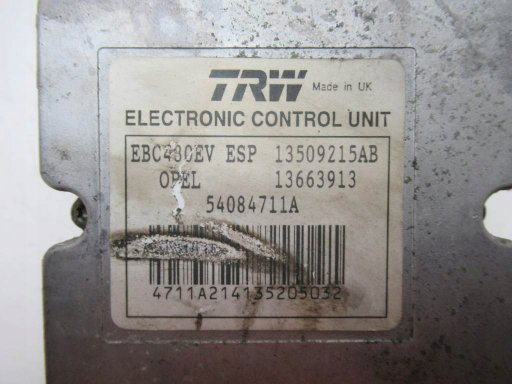 TRW Made in UK
ELECTRONIC CONTROL UNIT
EBC430EV ESP 13509215AB
OPEL 13663913
54084711A
4711A214135205032